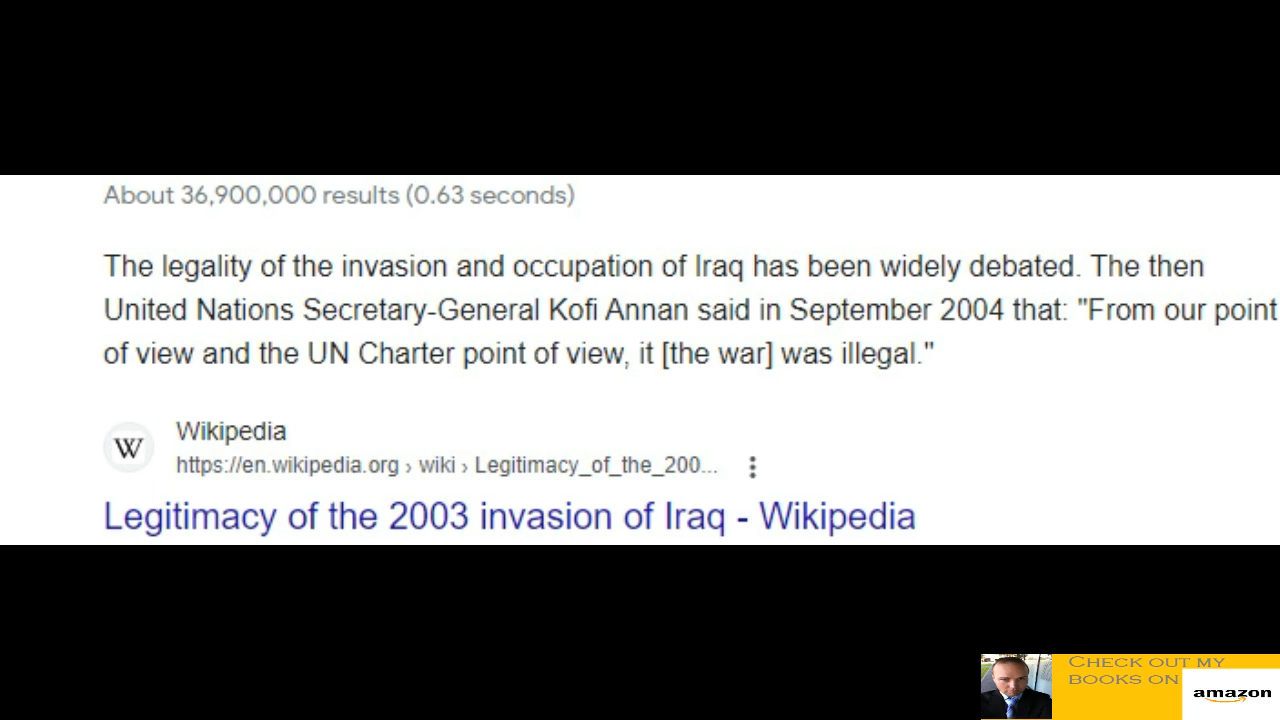 About 36,900,000 results (0.63 seconds)
The legality of the invasion and occupation of Iraq has been widely debated. The then
United Nations Secretary-General Kofi Annan said in September 2004 that: "From our point
of view and the UN Charter point of view, it [the war] was illegal."
W
Wikipedia
https://en.wikipedia.org › wiki › Legitimacy_of_the_200...
Legitimacy of the 2003 invasion of Iraq - Wikipedia
CHECK OUT MY
BOOKS ON
amazon